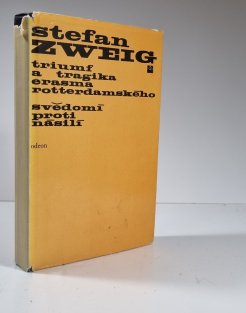 stefan
ZWEIG
triumf
a tragika
erasma
rotterdamského
svědomí
proti
násilí
odeon